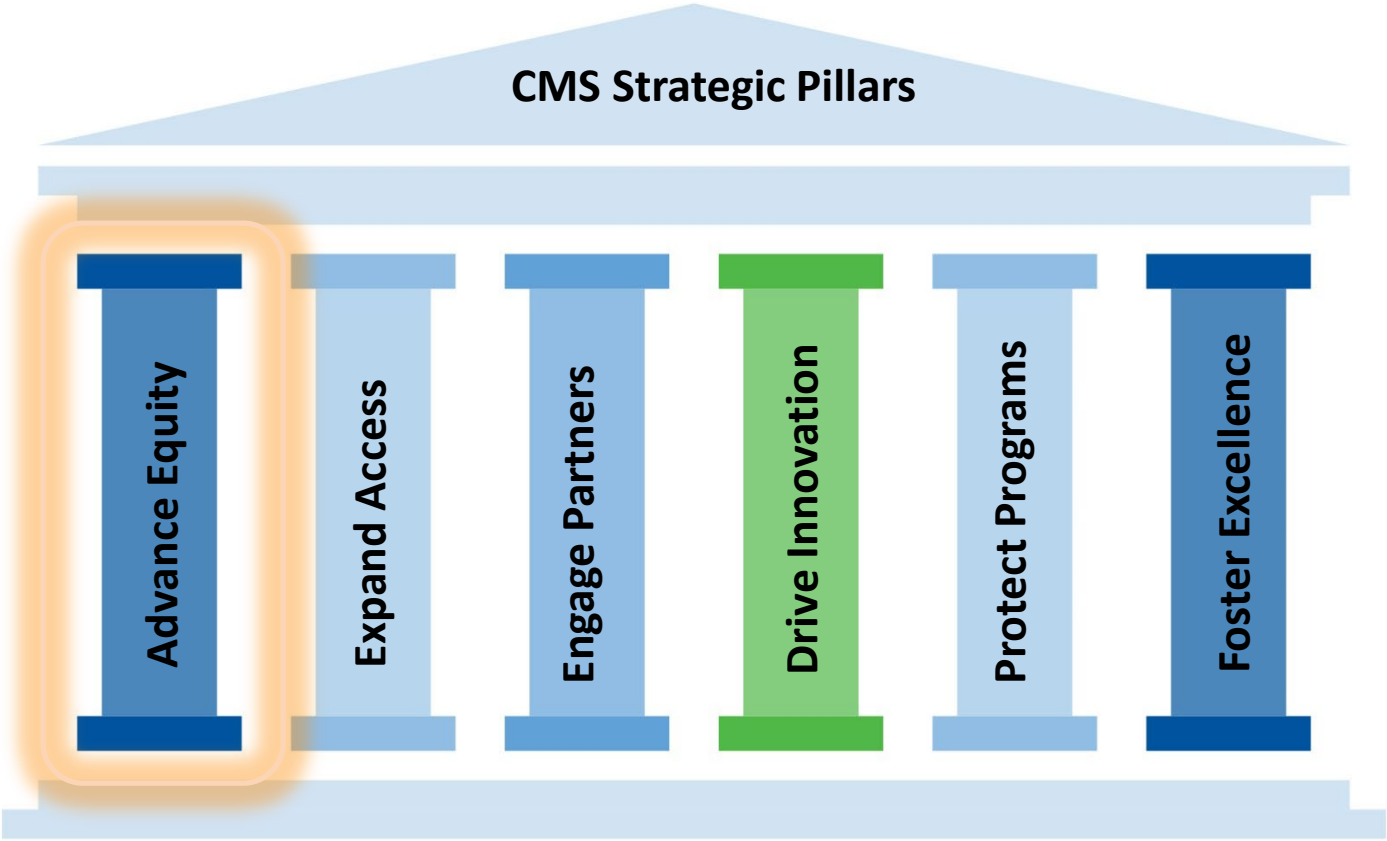 CMS Strategic Pillars
Advance Equity
Expand Access
Engage Partners
Drive Innovation
Protect Programs
Foster Excellence